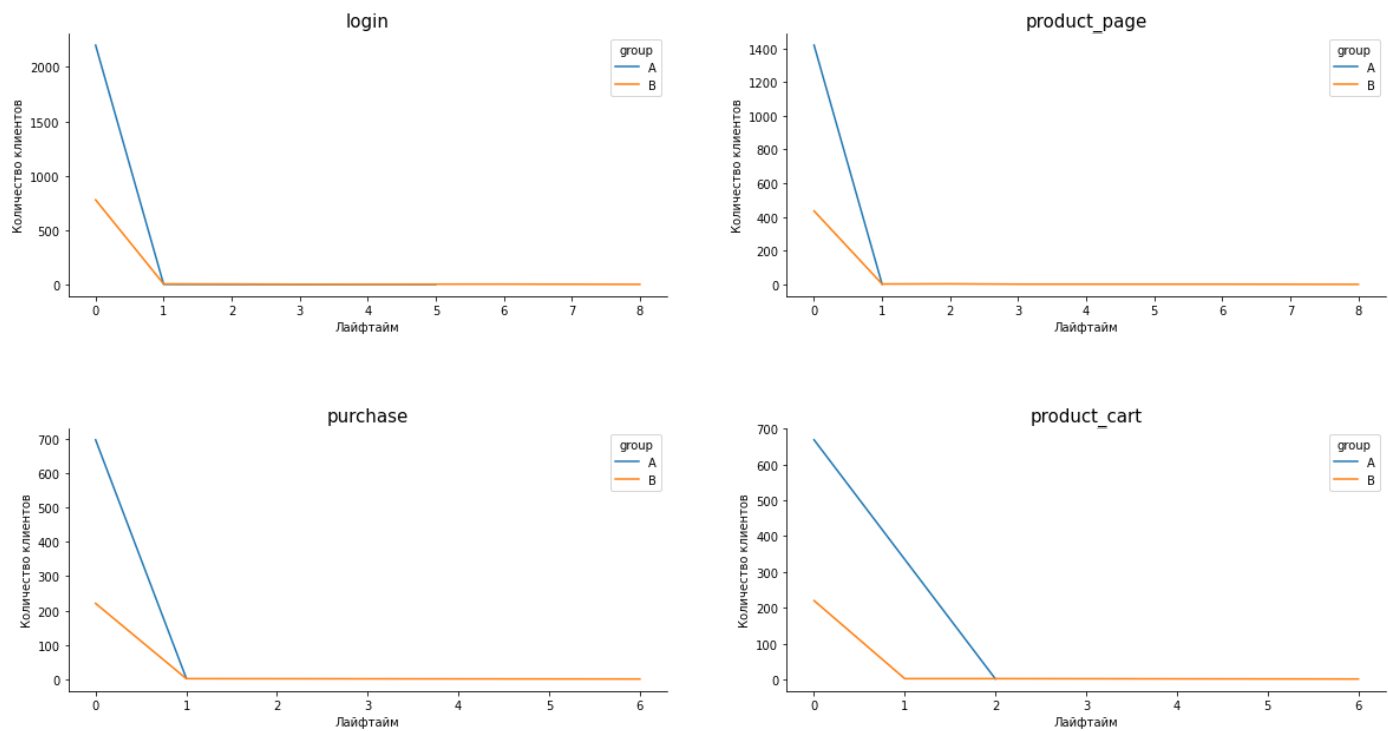 login
group
A
B
2000
1500
1000
500
0
Количество клиентов
0 1 2 3 4 5 6 7 8
Лайфтайм
product_page
group
A
B
1400
1200
1000
800
600
400
200
0
Количество клиентов
0 1 2 3 4 5 6 7 8
Лайфтайм
purchase
group
A
B
700
600
500
400
300
200
100
0
Количество клиентов
0 1 2 3 4 5 6
Лайфтайм
product_cart
group
A
B
700
600
500
400
300
200
100
0
Количество клиентов
0 1 2 3 4 5 6
Лайфтайм